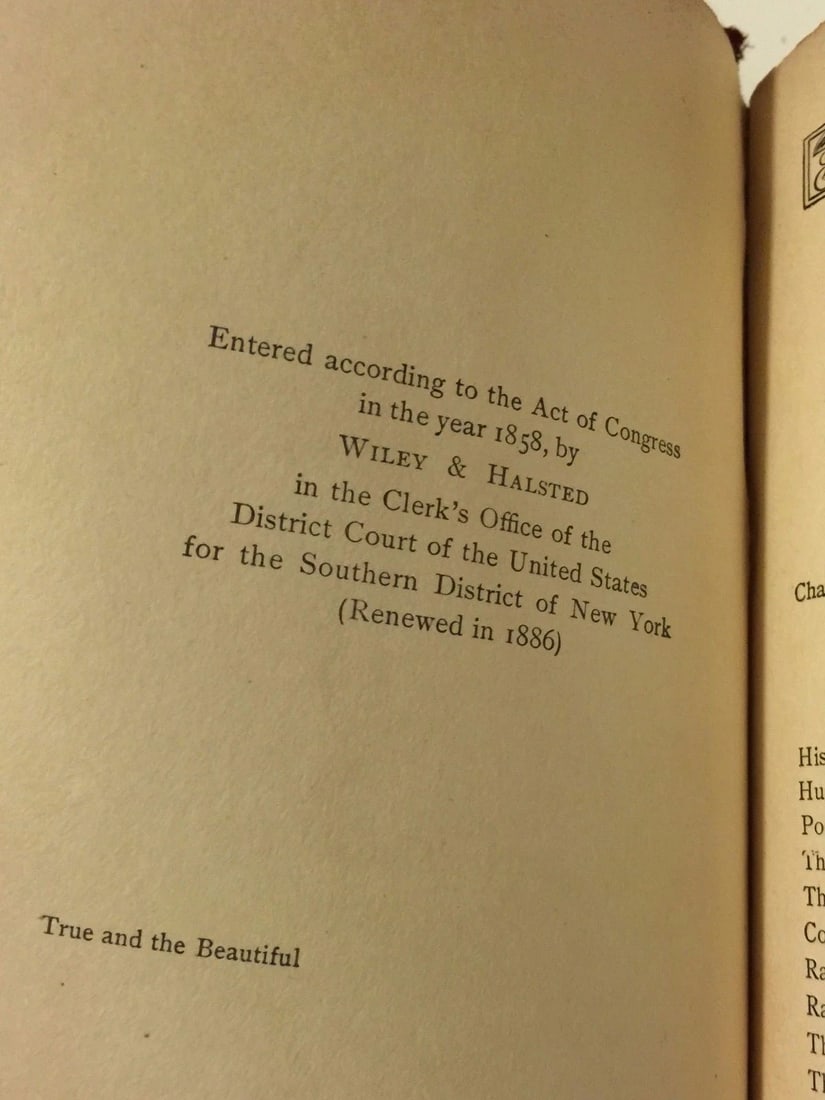 Entered according to the Act of Congress
in the year 1858, by
WILEY & HALSTED
in the Clerk's Office of the
District Court of the United States
for the Southern District of New York
(Renewed in 1886)
True and the Beautiful
Cha
His
Hu
Po
Th
Th
Co
Ra
Ra
Th
Th